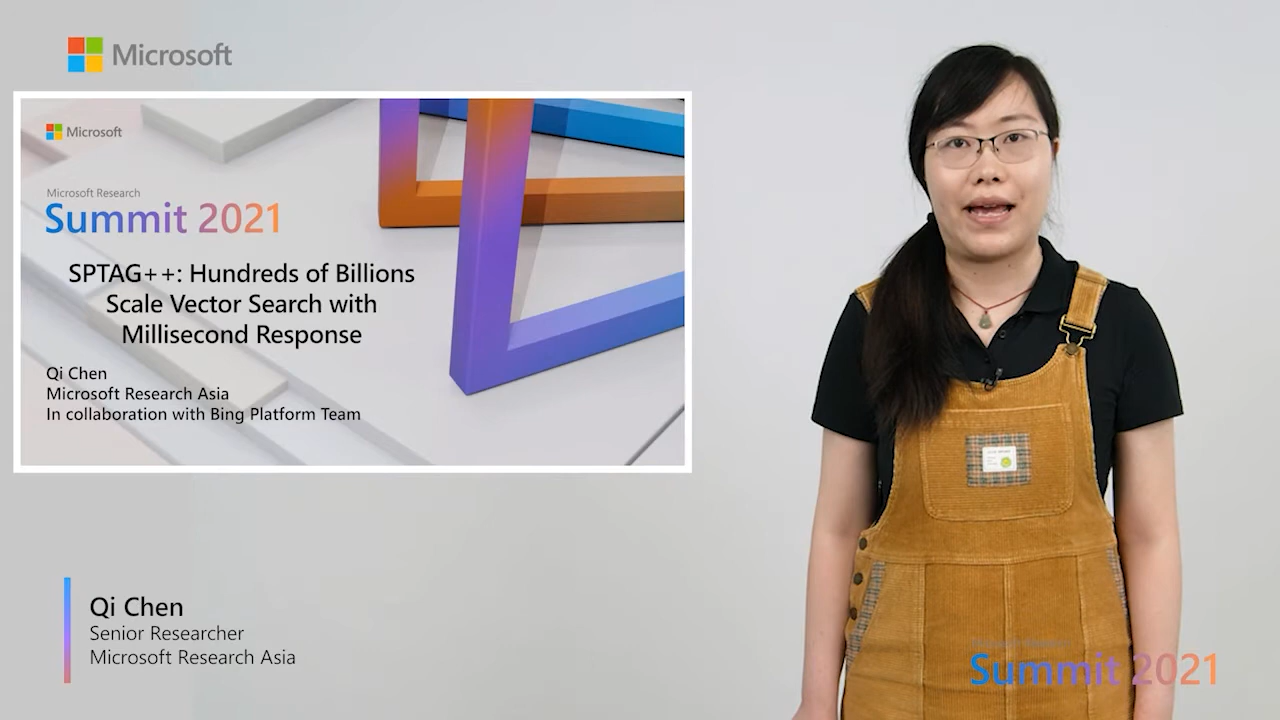 Microsoft
Microsoft
Microsoft Research
Summit 2021
SPTAG++: Hundreds of Billions
Scale Vector Search with
Millisecond Response
Qi Chen
Microsoft Research Asia
In collaboration with Bing Platform Team
Qi Chen
Senior Researcher
Microsoft Research Asia
Summit 2021